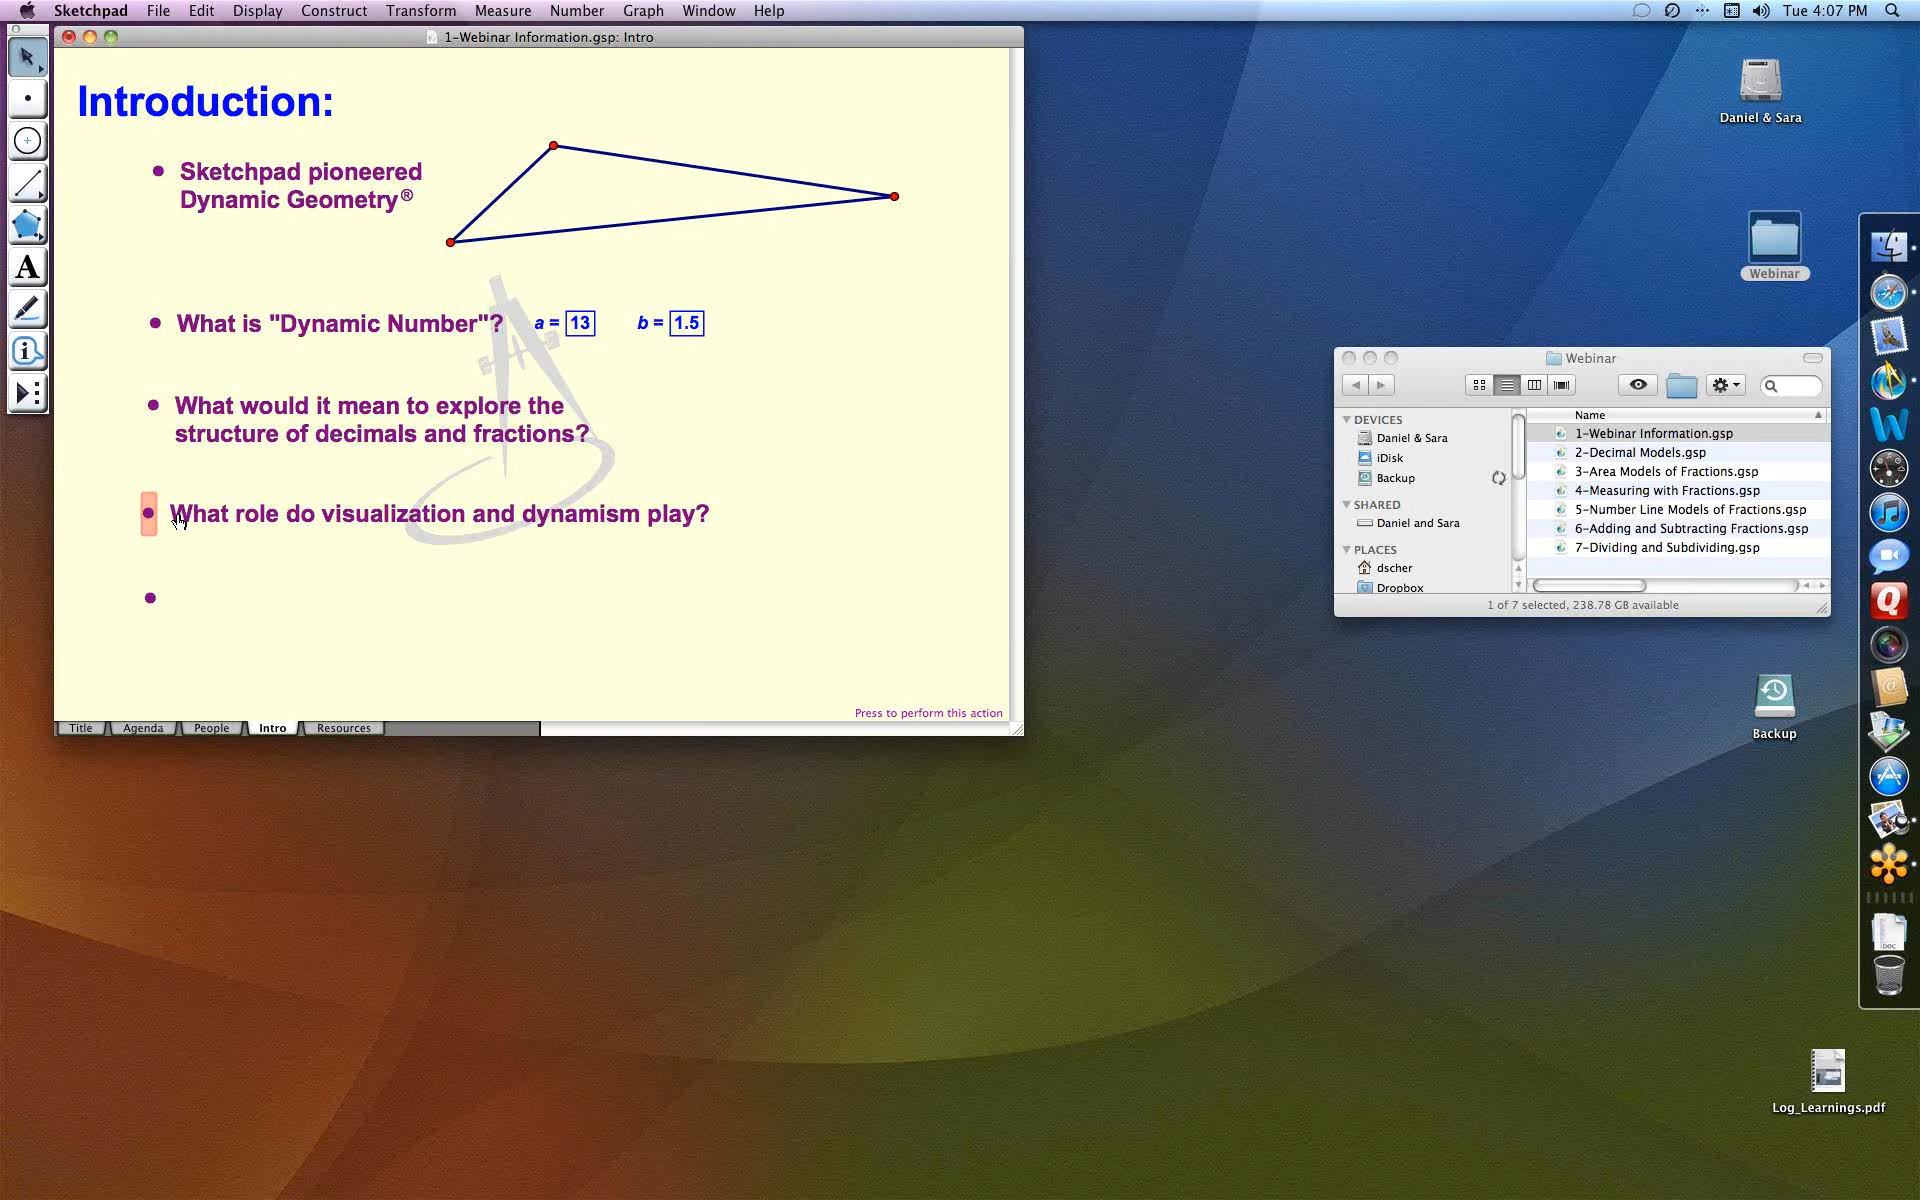 Sketchpad File Edit Display Construct Transform Measure Number Graph Window Help Tue 4:07 PM
1-Webinar Information.gsp: Intro
Introduction:
Sketchpad pioneered
Dynamic Geometry®
What is "Dynamic Number"? a = 13 b = 1.5
What would it mean to explore the
structure of decimals and fractions?
What role do visualization and dynamism play?
Press to perform this action
Title Agenda People Intro Resources
A
Daniel & Sara
Webinar
Webinar
DEVICES
Daniel & Sara
iDisk
Backup
SHARED
Daniel and Sara
PLACES
dscher
Dropbox
Name
1-Webinar Information.gsp
2-Decimal Models.gsp
3-Area Models of Fractions.gsp
4-Measuring with Fractions.gsp
5-Number Line Models of Fractions.gsp
6-Adding and Subtracting Fractions.gsp
7-Dividing and Subdividing.gsp
1 of 7 selected, 238.78 GB available
Backup
DOC
Log_Learnings.pdf